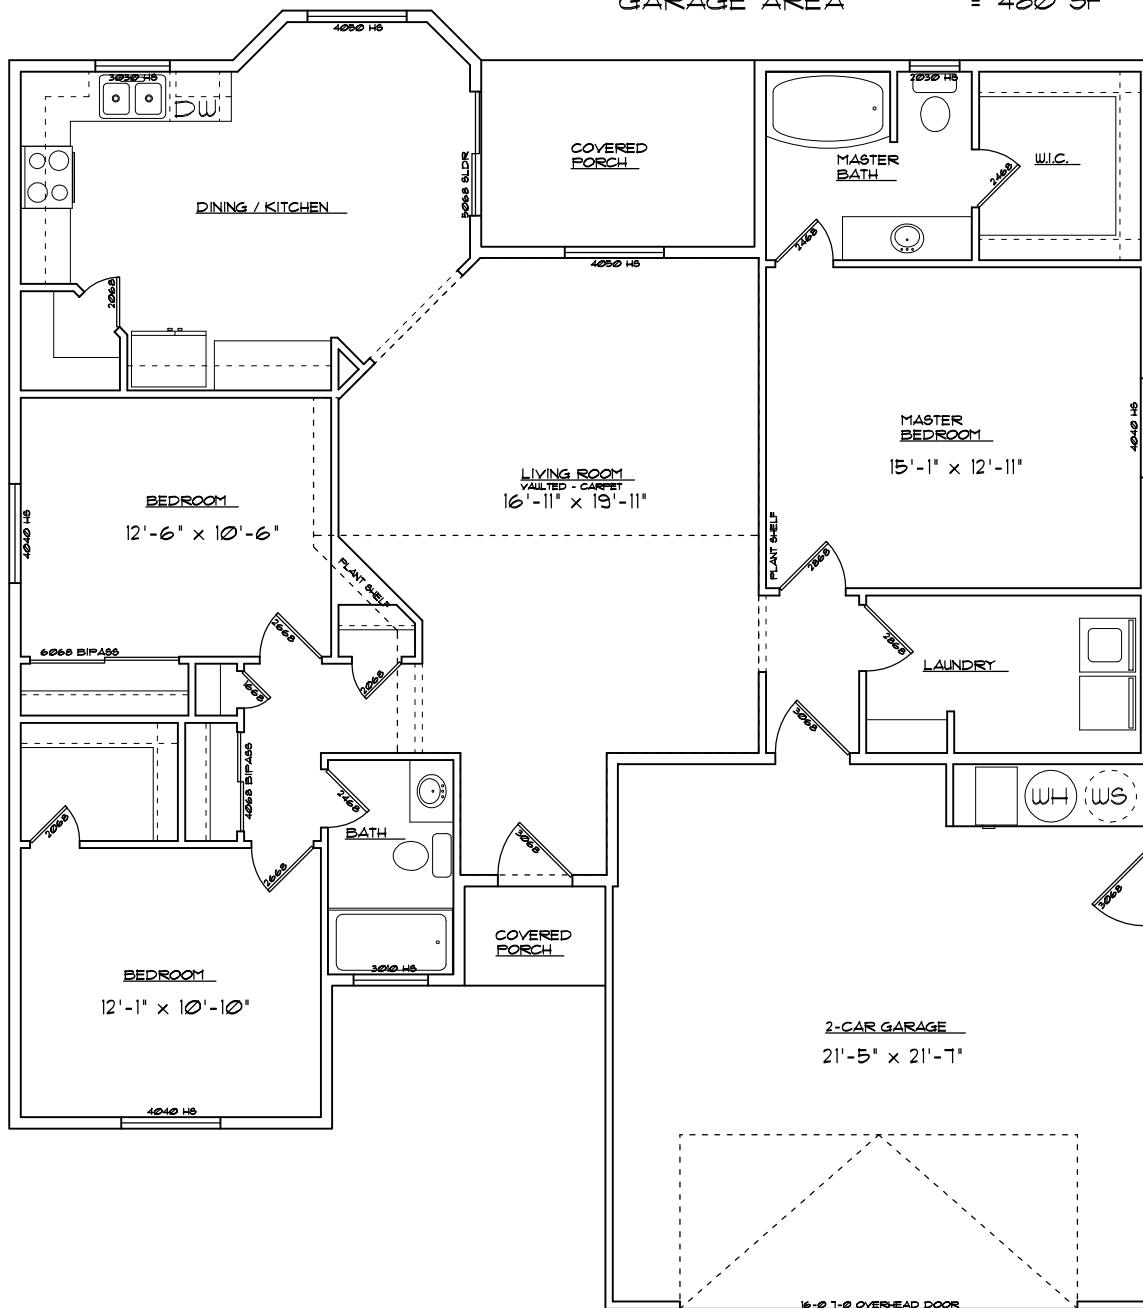 GARAGE AREA = 480 SF
4050 HS
3030 HS
DW
2030 HS
COVERED
PORCH
MASTER
BATH
W.I.C.
2468
5068 SLDR
DINING / KITCHEN
2468
4050 HS
2068
MASTER
BEDROOM
15'-1" x 12'-11"
4040 HS
LIVING ROOM
VAULTED - CARPET
16'-11" x 19'-11"
BEDROOM
12'-6" x 10'-6"
4040 HS
PLANT SHELF
PLANT SHELF
2868
2668
6068 BIPASS
2868
LAUNDRY
2068
1668
3068
4068 BIPASS
2468
WH
WS
2068
BATH
3068
2668
3068
COVERED
PORCH
3010 HS
BEDROOM
12'-1" x 10'-10"
2-CAR GARAGE
21'-5" x 21'-7"
4040 HS
16-0 7-0 OVERHEAD DOOR